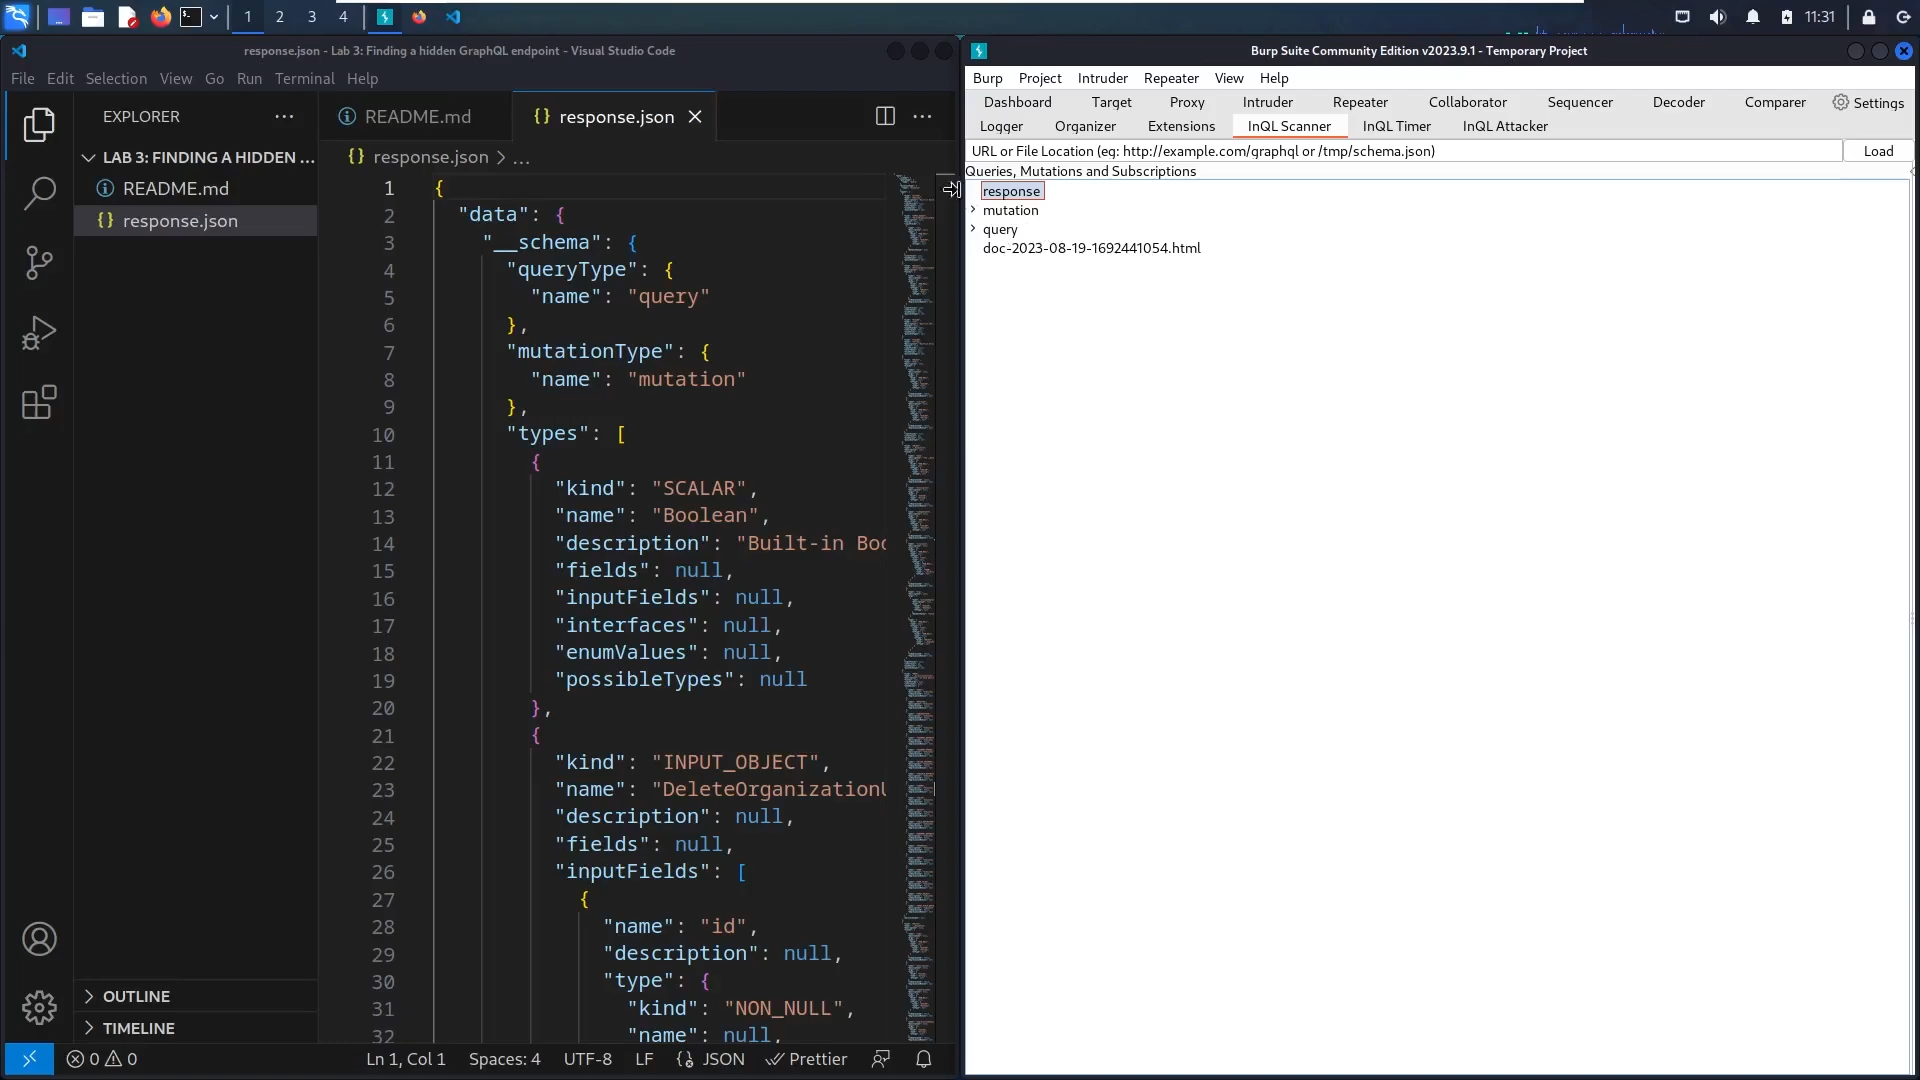 1 2 3 4
11:31
response.json - Lab 3: Finding a hidden GraphQL endpoint - Visual Studio Code
File Edit Selection View Go Run Terminal Help
EXPLORER
LAB 3: FINDING A HIDDEN ...
README.md
response.json
OUTLINE
TIMELINE
README.md
response.json
response.json > ...
1 {
2 "data": {
3 "__schema": {
4 "queryType": {
5 "name": "query"
6 },
7 "mutationType": {
8 "name": "mutation"
9 },
10 "types": [
11 {
12 "kind": "SCALAR",
13 "name": "Boolean",
14 "description": "Built-in Boo
15 "fields": null,
16 "inputFields": null,
17 "interfaces": null,
18 "enumValues": null,
19 "possibleTypes": null
20 },
21 {
22 "kind": "INPUT_OBJECT",
23 "name": "DeleteOrganizationU
24 "description": null,
25 "fields": null,
26 "inputFields": [
27 {
28 "name": "id",
29 "description": null,
30 "type": {
31 "kind": "NON_NULL",
32 "name": null,
0 0
Ln 1, Col 1 Spaces: 4 UTF-8 LF JSON Prettier
Burp Suite Community Edition v2023.9.1 - Temporary Project
Burp Project Intruder Repeater View Help
Dashboard Target Proxy Intruder Repeater Collaborator Sequencer Decoder Comparer Settings
Logger Organizer Extensions InQL Scanner InQL Timer InQL Attacker
URL or File Location (eg: http://example.com/graphql or /tmp/schema.json) Load
Queries, Mutations and Subscriptions
response
mutation
query
doc-2023-08-19-1692441054.html